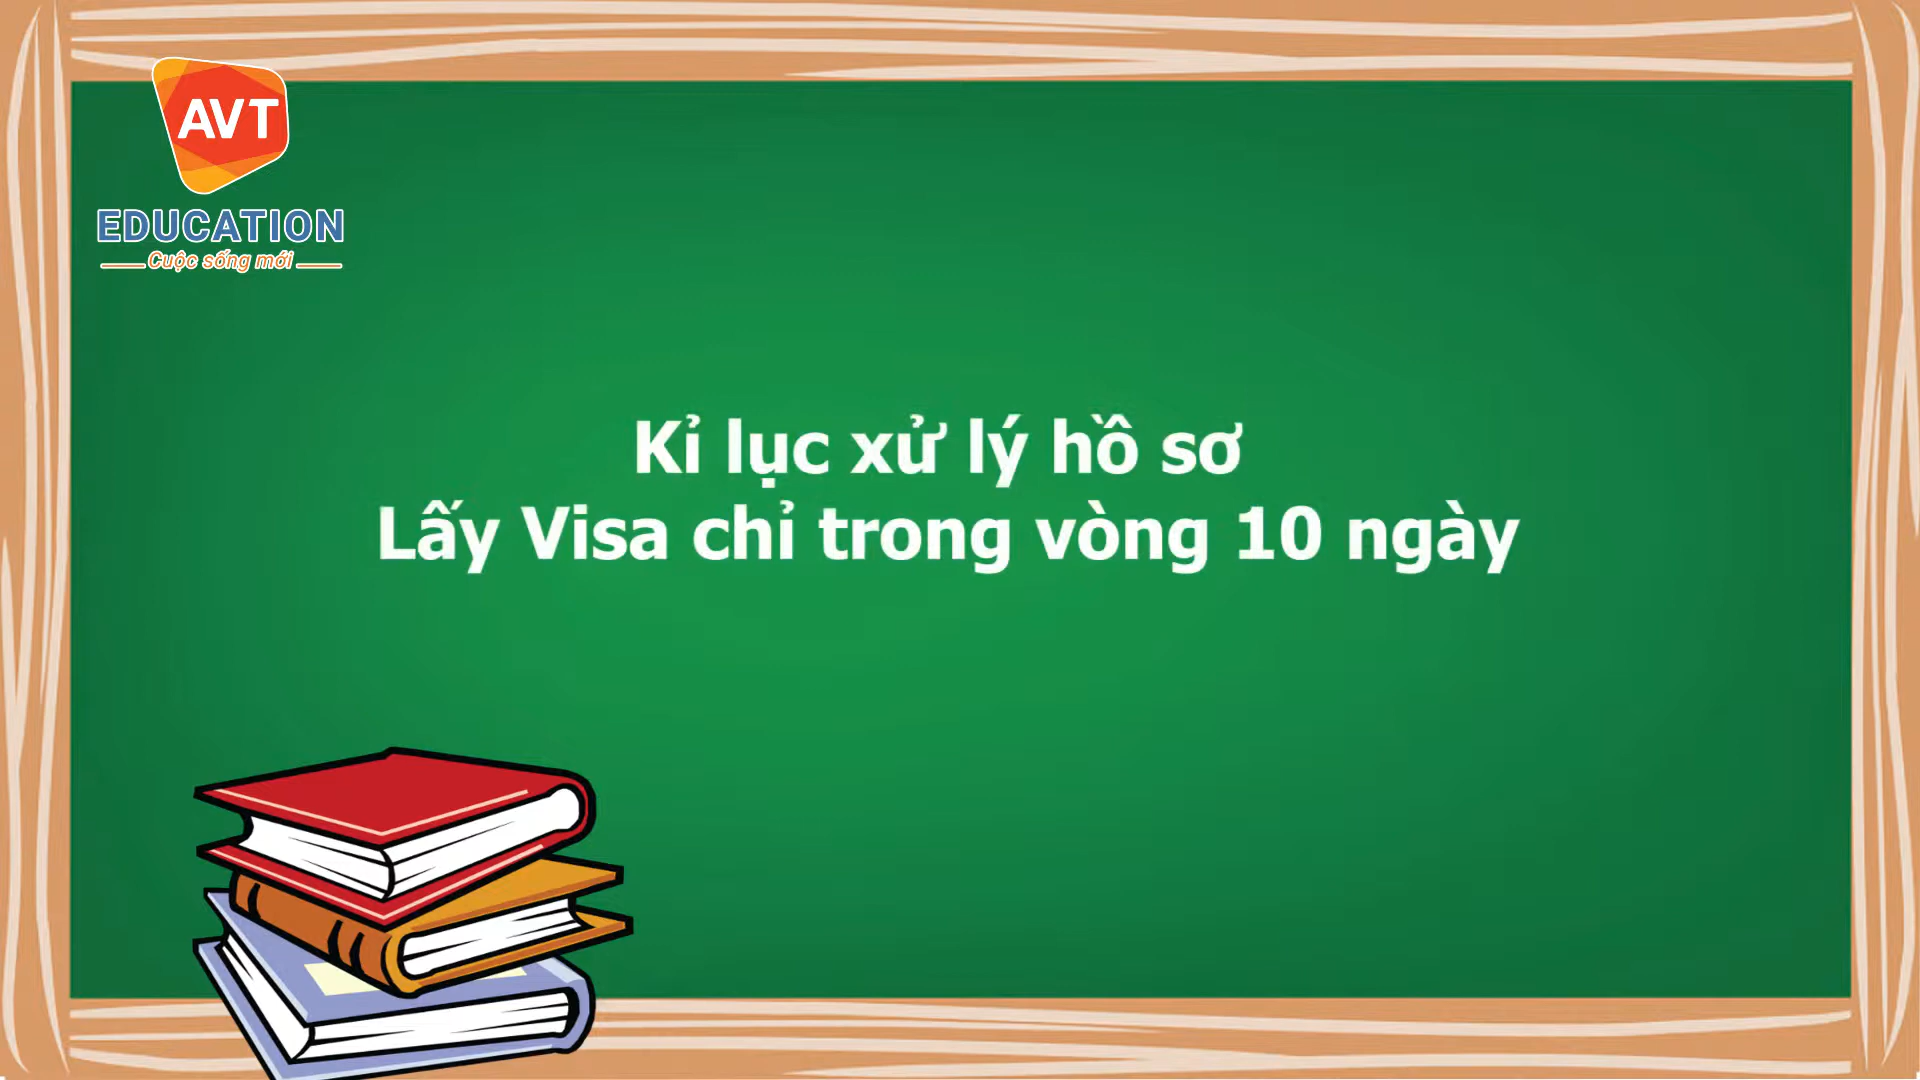 AVT
EDUCATION
Cuộc sống mới
Kỉ lục xử lý hồ sơ
Lấy Visa chỉ trong vòng 10 ngày